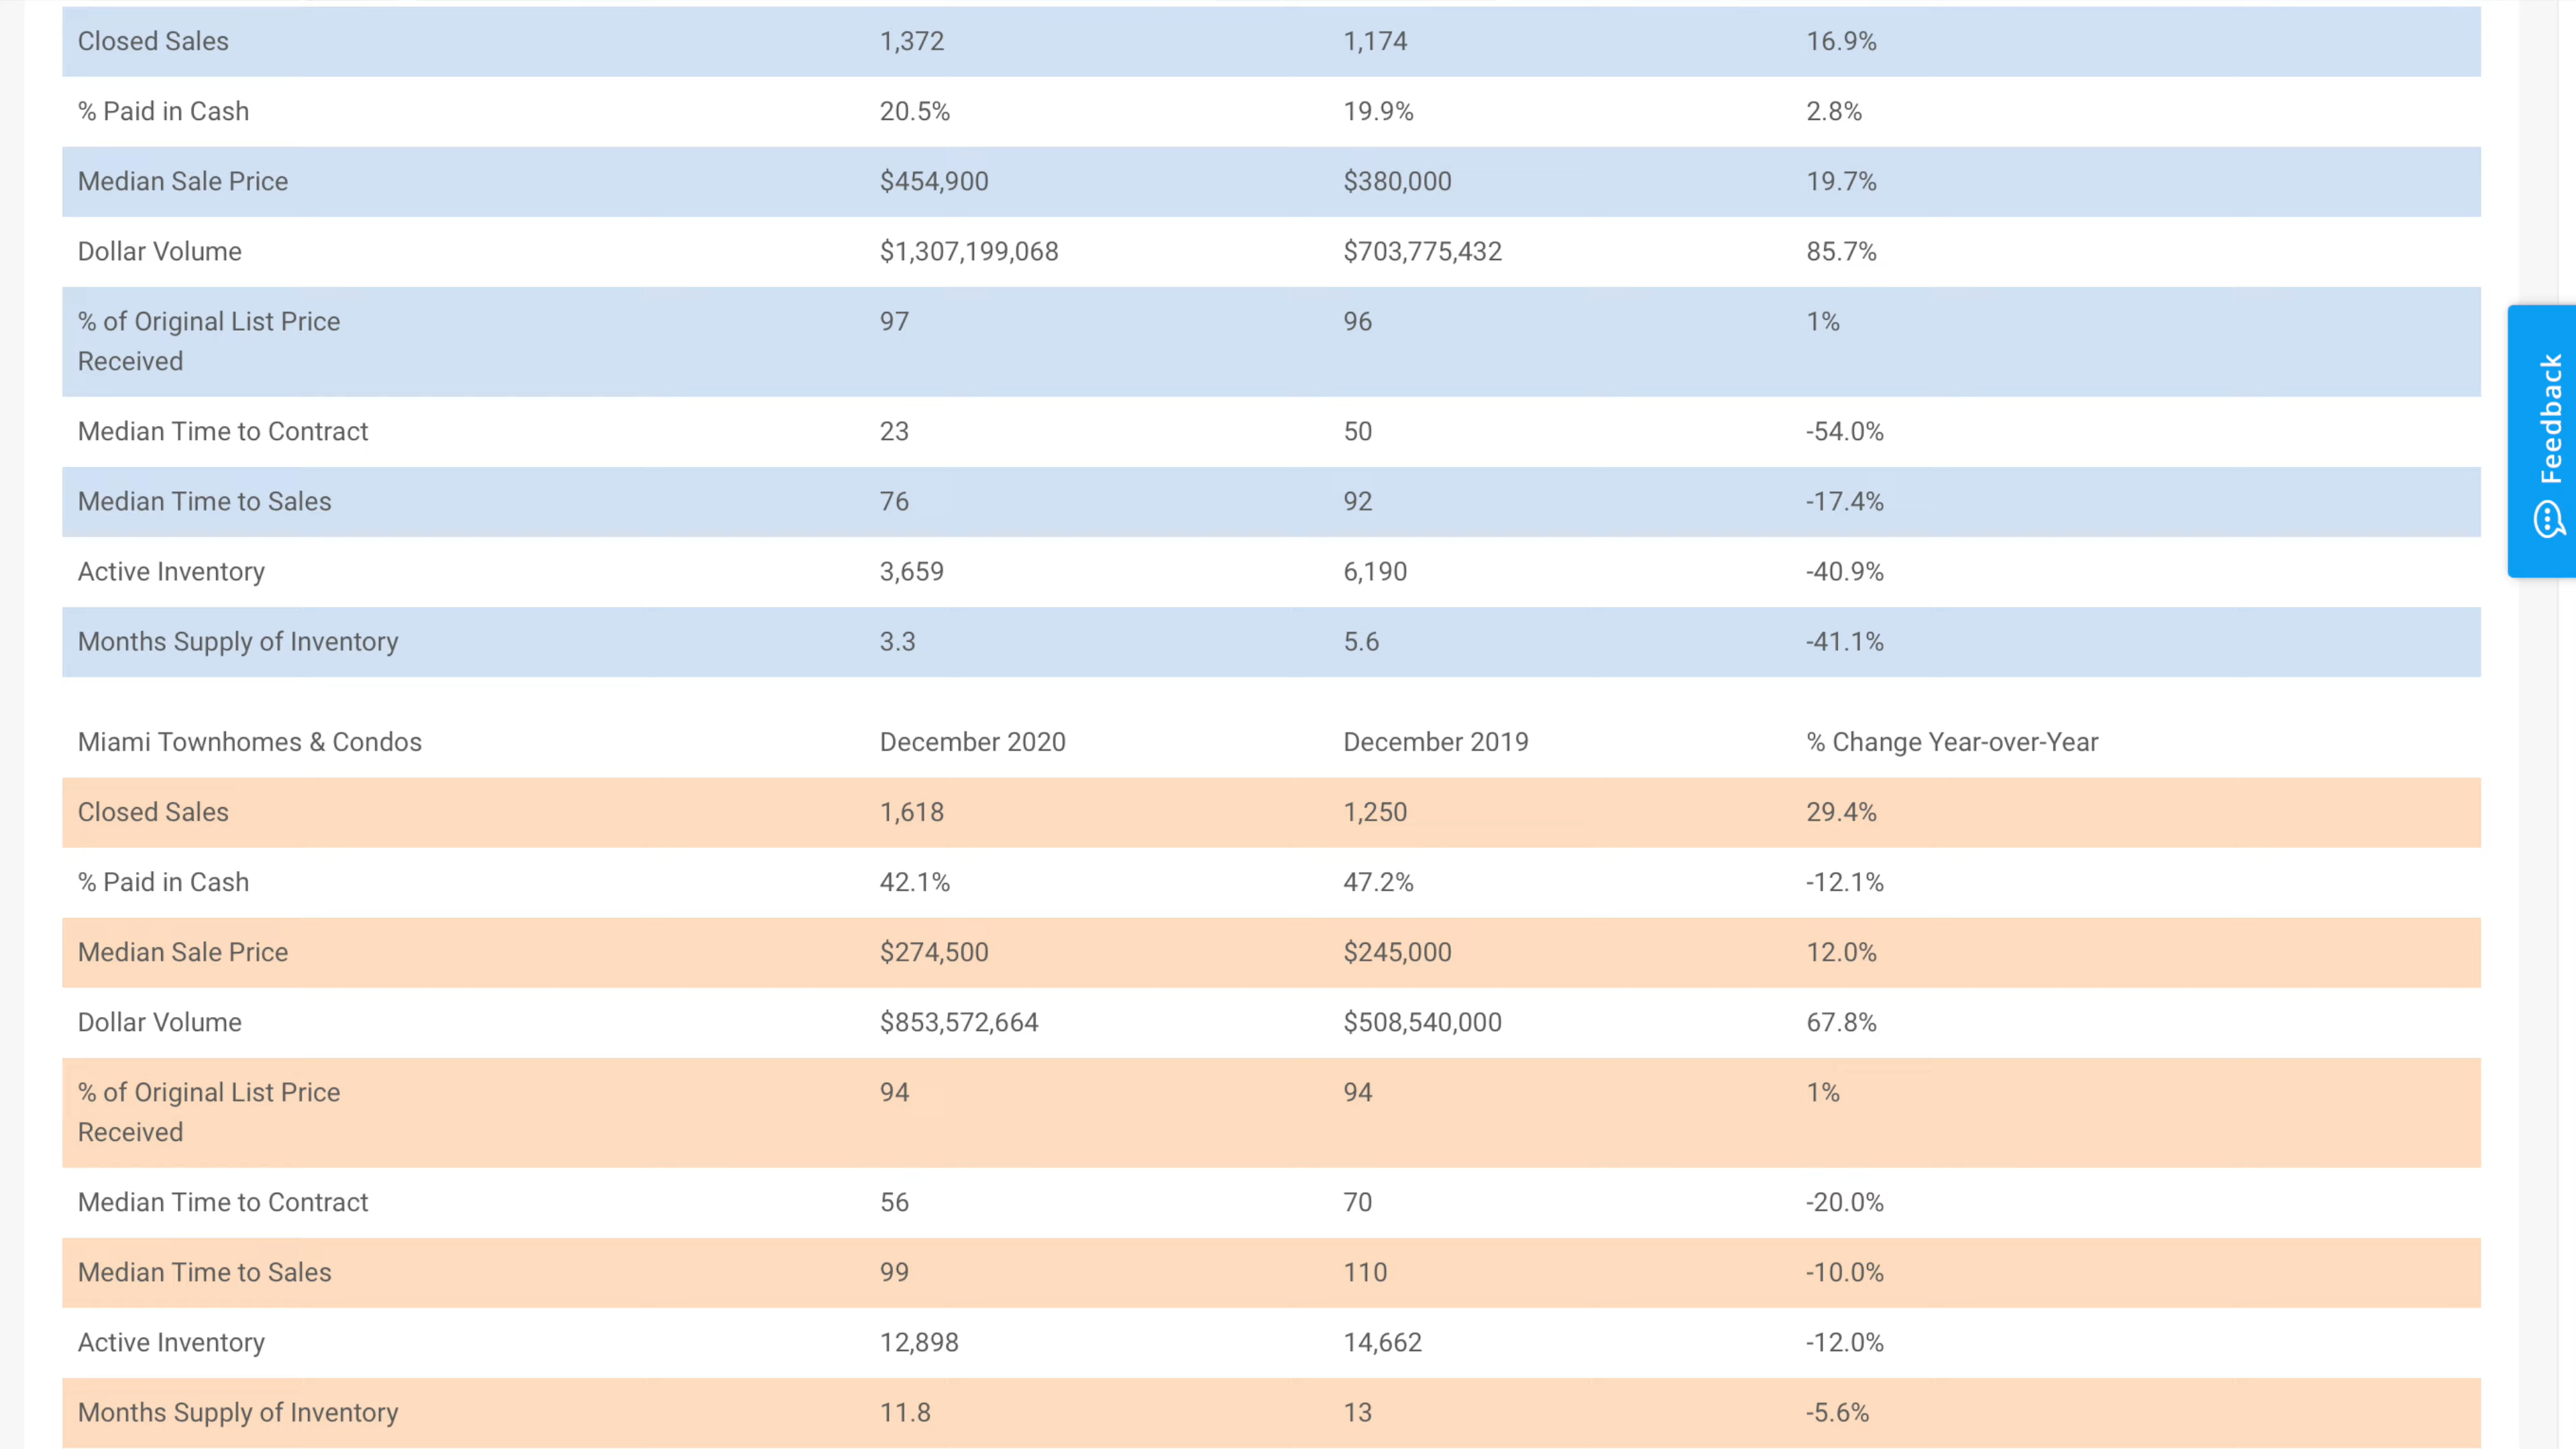 Closed Sales 1,372 1,174 16.9%
% Paid in Cash 20.5% 19.9% 2.8%
Median Sale Price $454,900 $380,000 19.7%
Dollar Volume $1,307,199,068 $703,775,432 85.7%
% of Original List Price 97 96 1%
Received
Median Time to Contract 23 50 -54.0%
Median Time to Sales 76 92 -17.4%
Active Inventory 3,659 6,190 -40.9%
Months Supply of Inventory 3.3 5.6 -41.1%
Miami Townhomes & Condos December 2020 December 2019 % Change Year-over-Year
Closed Sales 1,618 1,250 29.4%
% Paid in Cash 42.1% 47.2% -12.1%
Median Sale Price $274,500 $245,000 12.0%
Dollar Volume $853,572,664 $508,540,000 67.8%
% of Original List Price 94 94 1%
Received
Median Time to Contract 56 70 -20.0%
Median Time to Sales 99 110 -10.0%
Active Inventory 12,898 14,662 -12.0%
Months Supply of Inventory 11.8 13 -5.6%
Feedback